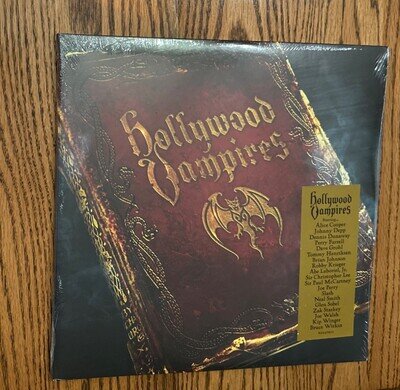 Hollywood
Vampires
Hollywood
Vampires
Featuring
Alice Cooper
Johnny Depp
Dennis Dunaway
Perry Farrell
Dave Grohl
Tommy Henriksen
Brian Johnson
Robby Krieger
Abe Laboriel, Jr.
Sir Christopher Lee
Sir Paul McCartney
Joe Perry
Slash
Neal Smith
Glen Sobel
Zak Starkey
Joe Walsh
Kip Winger
Bruce Witkin